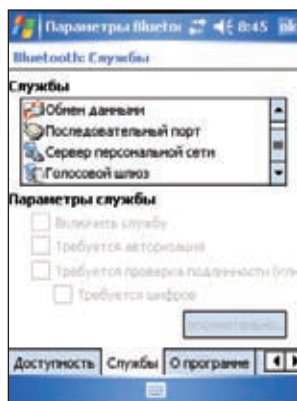 Параметры Bluetoo 8:45 ok
Bluetooth: Службы
Службы
Обмен данными
Последовательный порт
Сервер персональной сети
Голосовой шлюз
Параметры службы
Включить службу
Требуется авторизация
Требуется проверка подлинности (клю
Требуется шифров
Доступность Службы О программе